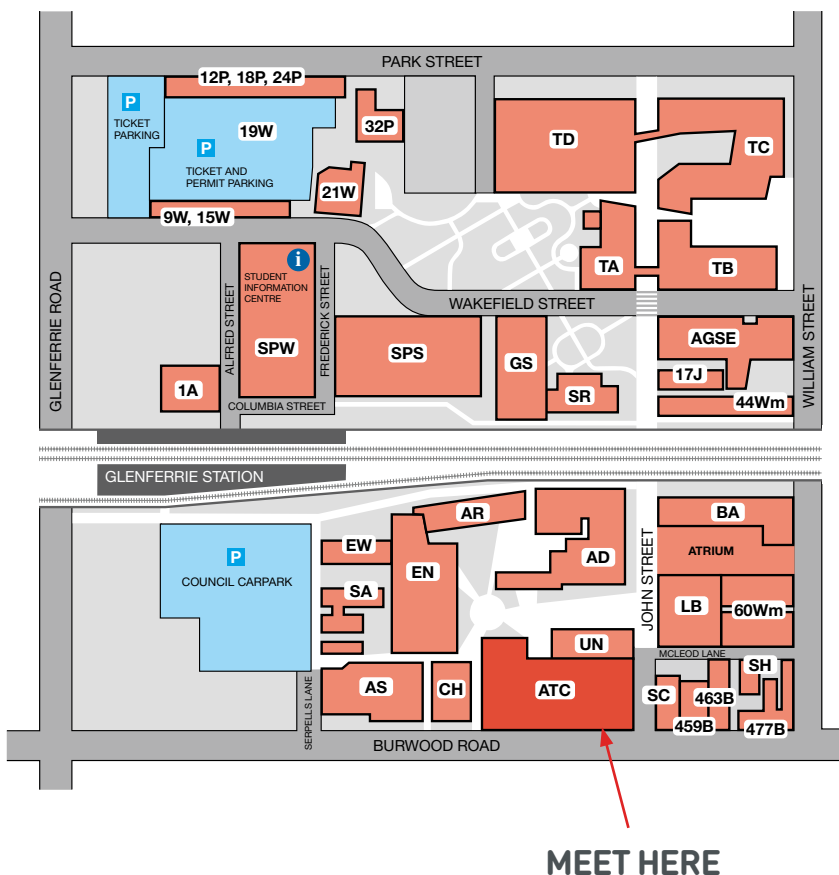 PARK STREET
12P, 18P, 24P
P
TICKET
PARKING
19W
P
TICKET AND
PERMIT PARKING
32P
TD
TC
21W
9W, 15W
GLENFERRIE ROAD
ALFRED STREET
i
STUDENT
INFORMATION
CENTRE
SPW
FREDERICK STREET
TA
TB
WAKEFIELD STREET
WILLIAM STREET
1A
COLUMBIA STREET
SPS
GS
SR
AGSE
17J
44Wm
GLENFERRIE STATION
P
COUNCIL CARPARK
AR
EW
EN
SA
AD
JOHN STREET
BA
ATRIUM
LB
60Wm
UN
MCLEOD LANE
SERPELLS LANE
AS
CH
ATC
SC
463B
459B
SH
477B
BURWOOD ROAD
MEET HERE